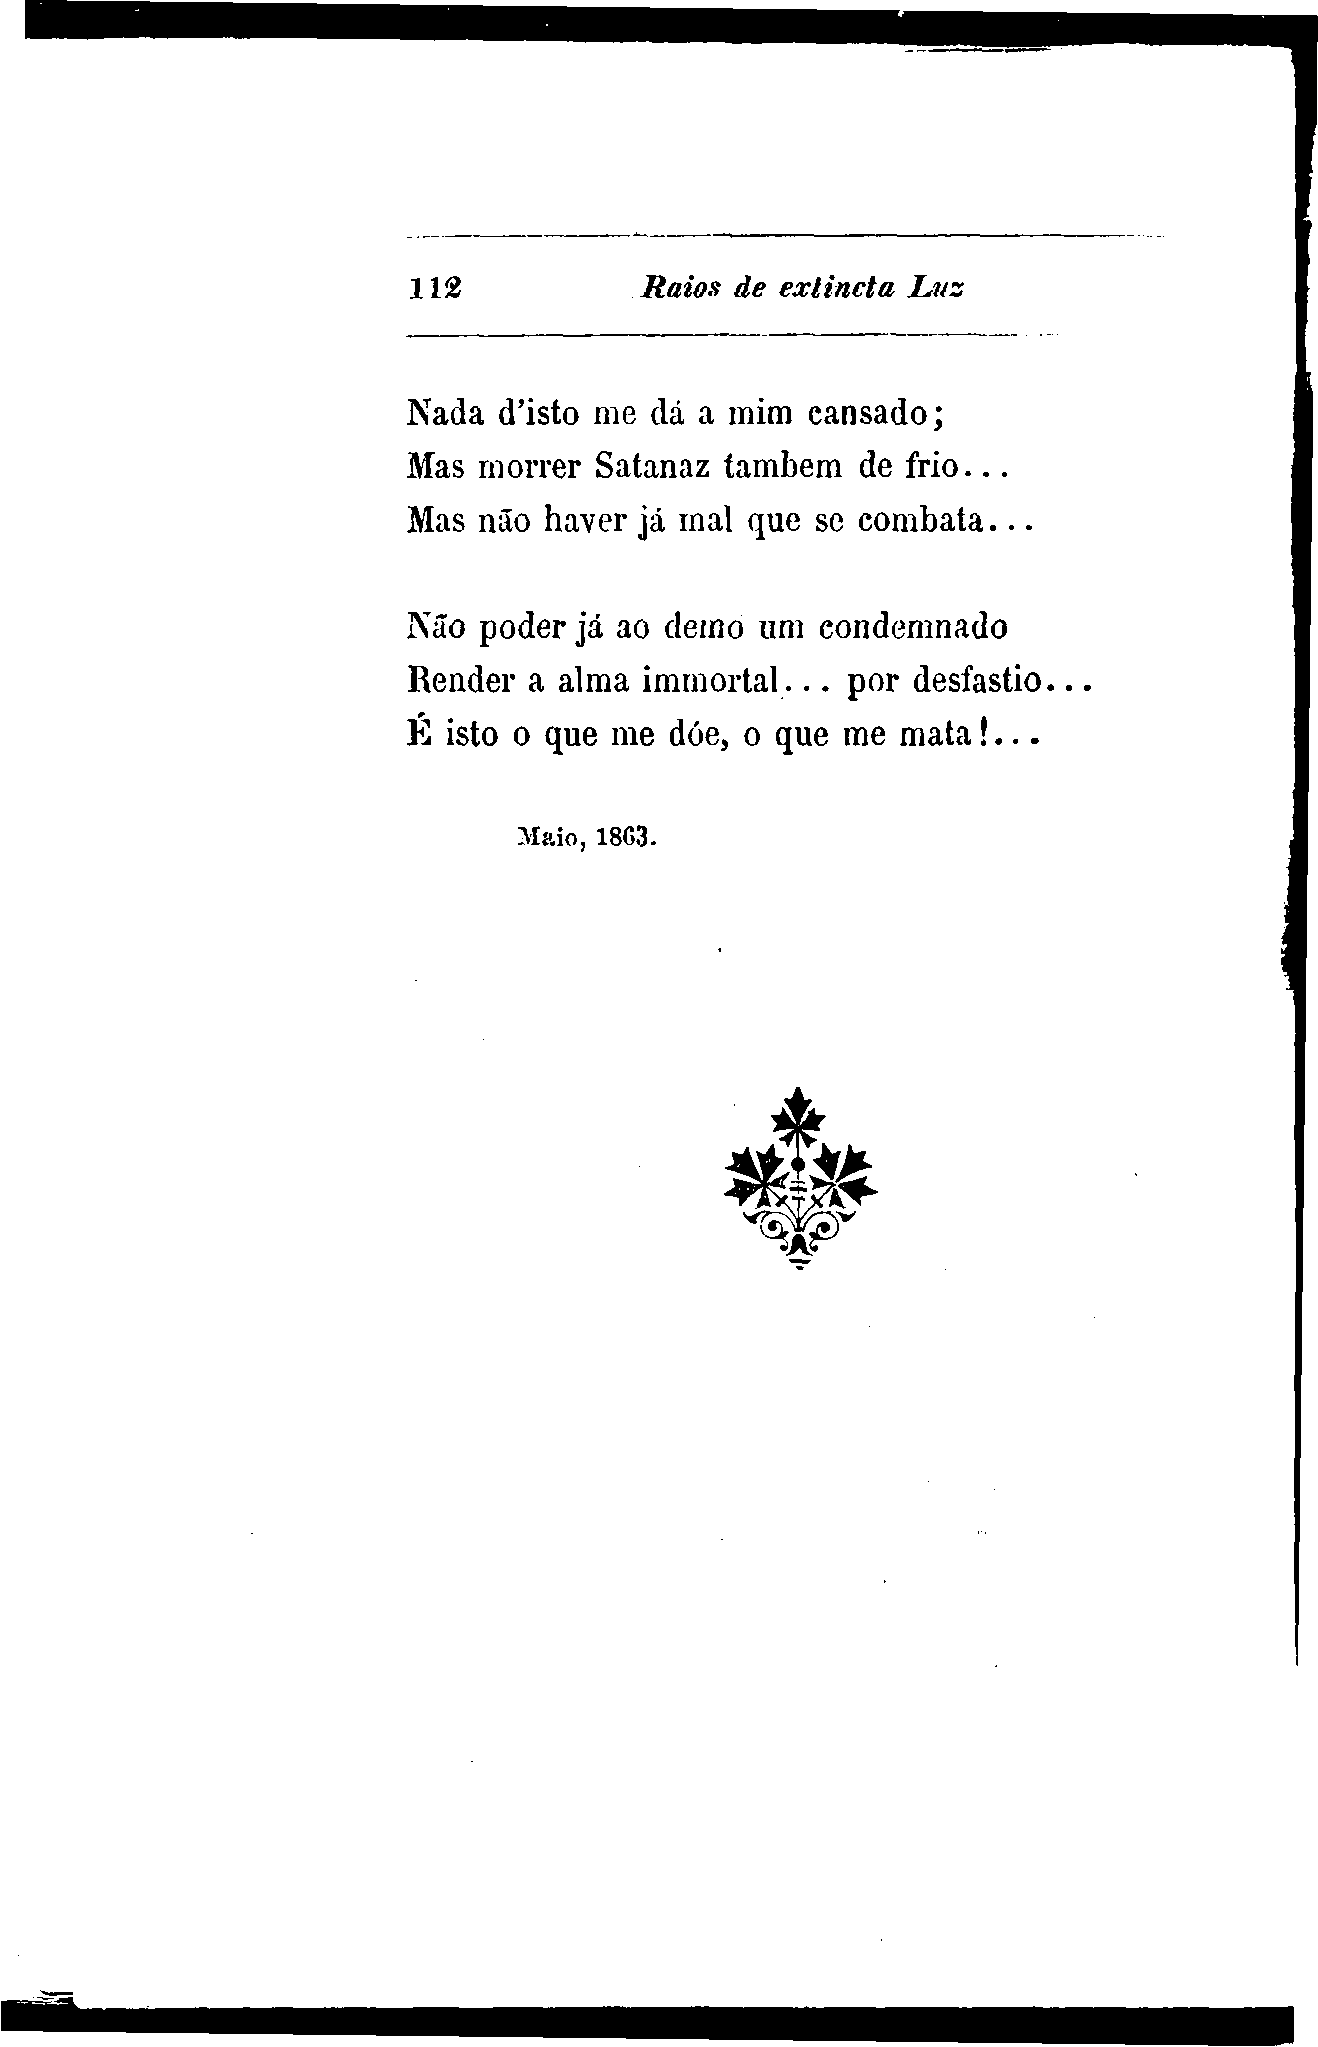 112 Raios de extincta Luz
Nada d'isto me dá a mim cansado;
Mas morrer Satanaz tambem de frio...
Mas não haver já mal que se combata...
Não poder já ao demo um condemnado
Render a alma immortal... por desfastio...
É isto o que me dóe, o que me mata!...
Maio, 1863.